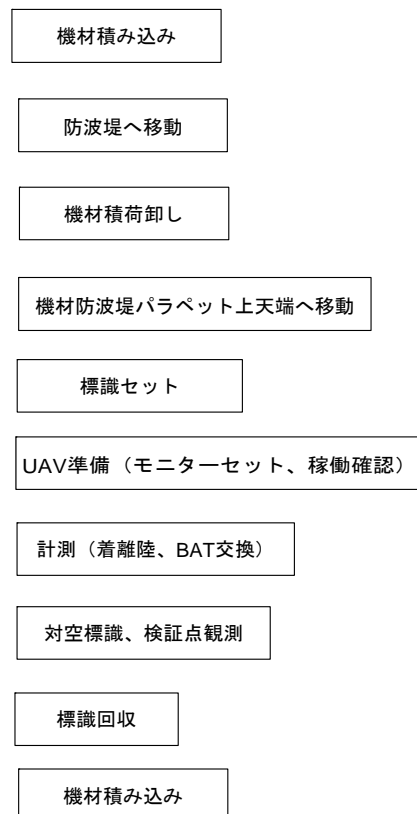 機材積み込み
防波堤へ移動
機材積荷卸し
機材防波堤パラペット上天端へ移動
標識セット
UAV準備（モニターセット、稼働確認）
計測（着離陸、BAT交換）
対空標識、検証点観測
標識回収
機材積み込み